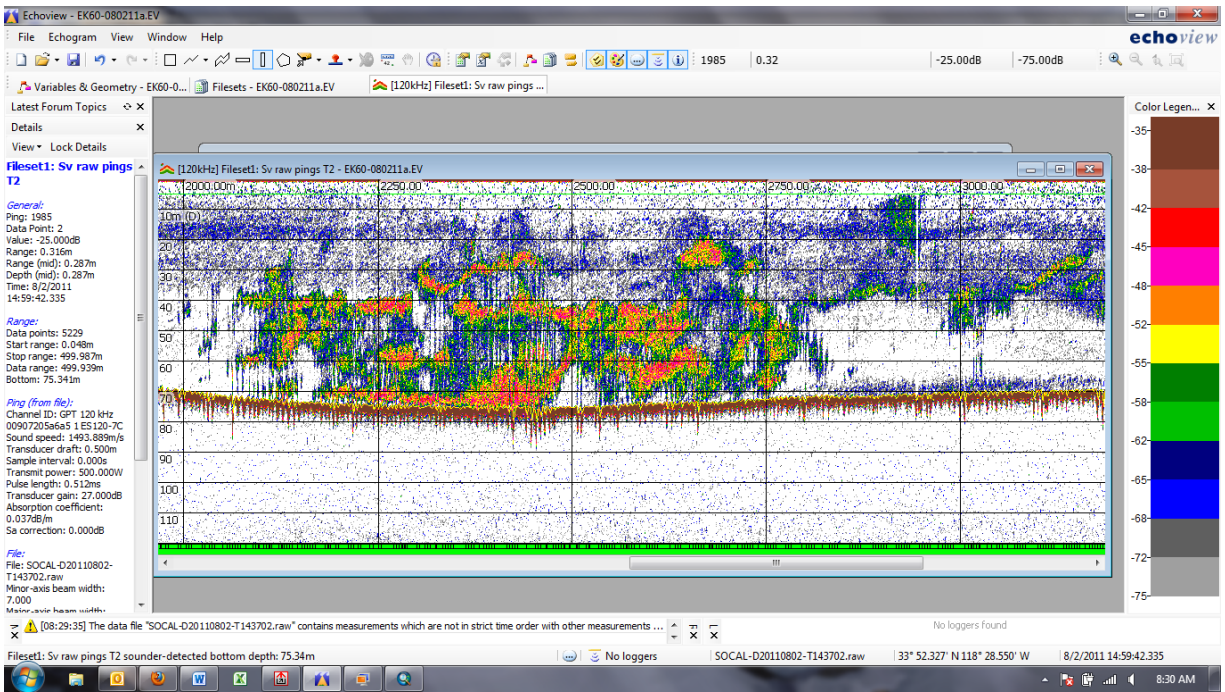 Echoview - EK60-080211a.EV
File Echogram View Window Help
echoview
1985 0.32 -25.00dB -75.00dB
Variables & Geometry - EK60-0... Filesets - EK60-080211a.EV [120kHz] Fileset1: Sv raw pings ...
Latest Forum Topics
Details
View Lock Details
Fileset1: Sv raw pings
T2
General:
Ping: 1985
Data Point: 2
Value: -25.000dB
Range: 0.316m
Range (mid): 0.287m
Depth (mid): 0.287m
Time: 8/2/2011
14:59:42.335
Range:
Data points: 5229
Start range: 0.048m
Stop range: 499.987m
Data range: 499.939m
Bottom: 75.341m
Ping (from file):
Channel ID: GPT 120 kHz
00907205a6a5 1 ES120-7C
Sound speed: 1493.889m/s
Transducer draft: 0.500m
Sample interval: 0.000s
Transmit power: 500.000W
Pulse length: 0.512ms
Transducer gain: 27.000dB
Absorption coefficient:
0.037dB/m
Sa correction: 0.000dB
File:
File: SOCAL-D20110802-
T143702.raw
Minor-axis beam width:
7.000
Major-axis beam width:
[120kHz] Fileset1: Sv raw pings T2 - EK60-080211a.EV
2000.00m 2250.00 2500.00 2750.00 3000.00
10m (D)
20
30
40
50
60
70
80
90
100
110
Color Legen...
-35
-38
-42
-45
-48
-52
-55
-58
-62
-65
-68
-72
-75
[08:29:35] The data file "SOCAL-D20110802-T143702.raw" contains measurements which are not in strict time order with other measurements ...
No loggers found
Fileset1: Sv raw pings T2 sounder-detected bottom depth: 75.34m No loggers SOCAL-D20110802-T143702.raw 33° 52.327' N 118° 28.550' W 8/2/2011 14:59:42.335
8:30 AM